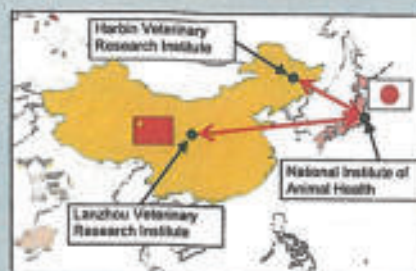 Harbin Veterinary
Research Institute
National Institute of
Animal Health
Lanzhou Veterinary
Research Institute